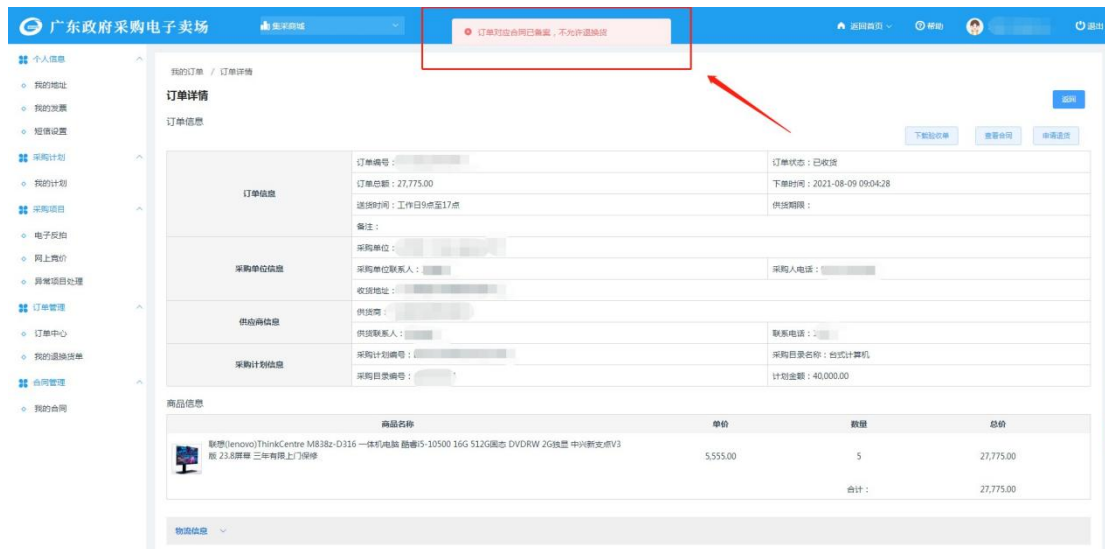 广东政府采购电子卖场
集采商城
订单对应合同已备案，不允许退换货
返回首页
帮助
退出
个人信息
我的地址
我的发票
短信设置
采购计划
我的计划
采购项目
电子反拍
网上竞价
异常项目处理
订单管理
订单中心
我的退换货单
合同管理
我的合同
我的订单 / 订单详情
订单详情
返回
订单信息
下载验收单 查看合同 申请退货
订单信息
订单编号：
订单状态：已收货
订单总额：27,775.00
下单时间：2021-08-09 09:04:28
送货时间：工作日9点至17点
供货期限：
备注：
采购单位信息
采购单位：
采购单位联系人：
采购人电话：
收货地址：
供应商信息
供货商：
供货联系人：
联系电话：
采购计划信息
采购计划编号：
采购目录名称：台式计算机
采购目录编号：
计划金额：40,000.00
商品信息
商品名称 单价 数量 总价
联想(lenovo)ThinkCentre M838z-D316 一体机电脑 酷睿i5-10500 16G 512G固态 DVDRW 2G独显 中兴新支点V3
版 23.8屏幕 三年有限上门保修
5,555.00 5 27,775.00
合计： 27,775.00
物流信息